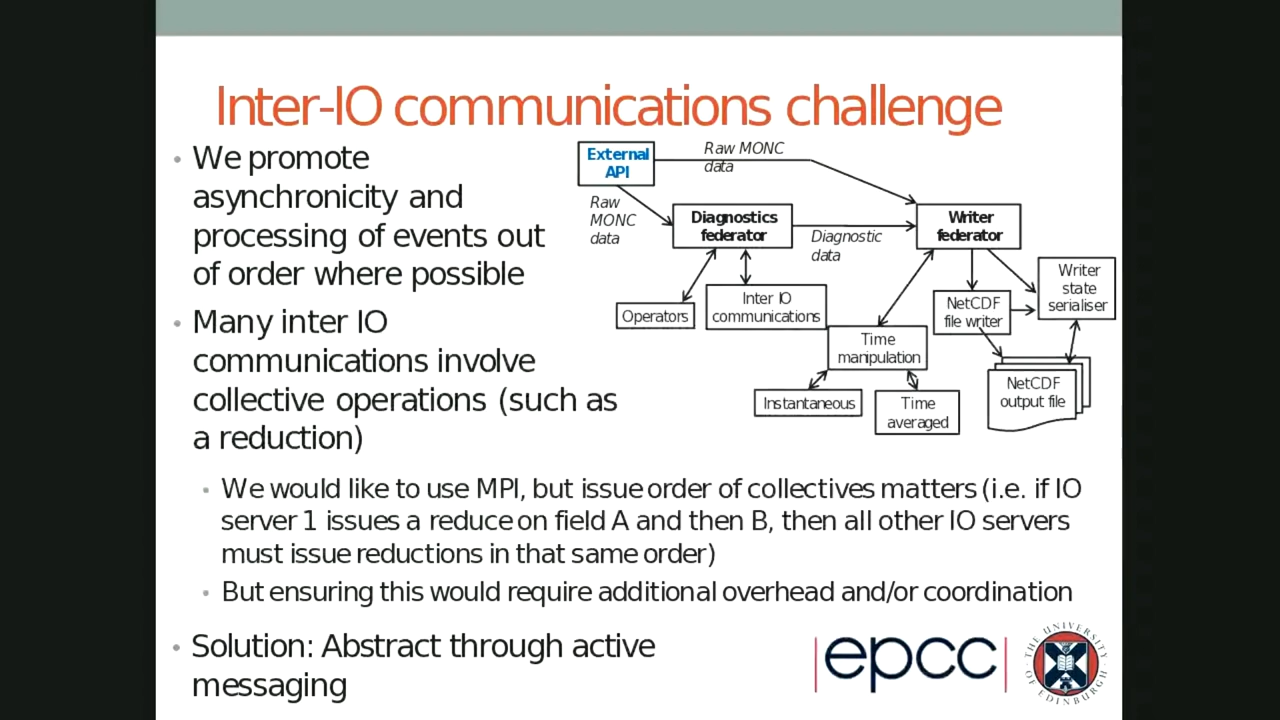 Inter-IO communications challenge
• We promote
asynchronicity and
processing of events out
of order where possible
• Many inter IO
communications involve
collective operations (such as
a reduction)
• We would like to use MPI, but issue order of collectives matters (i.e. if IO
server 1 issues a reduce on field A and then B, then all other IO servers
must issue reductions in that same order)
• But ensuring this would require additional overhead and/or coordination
• Solution: Abstract through active
messaging
External
API
Raw MONC
data
Raw
MONC
data
Diagnostics
federator
Diagnostic
data
Writer
federator
Operators
Inter IO
communications
Time
manipulation
Instantaneous
Time
averaged
NetCDF
file writer
Writer
state
serialiser
NetCDF
output file
|epcc|
THE UNIVERSITY
OF EDINBURGH